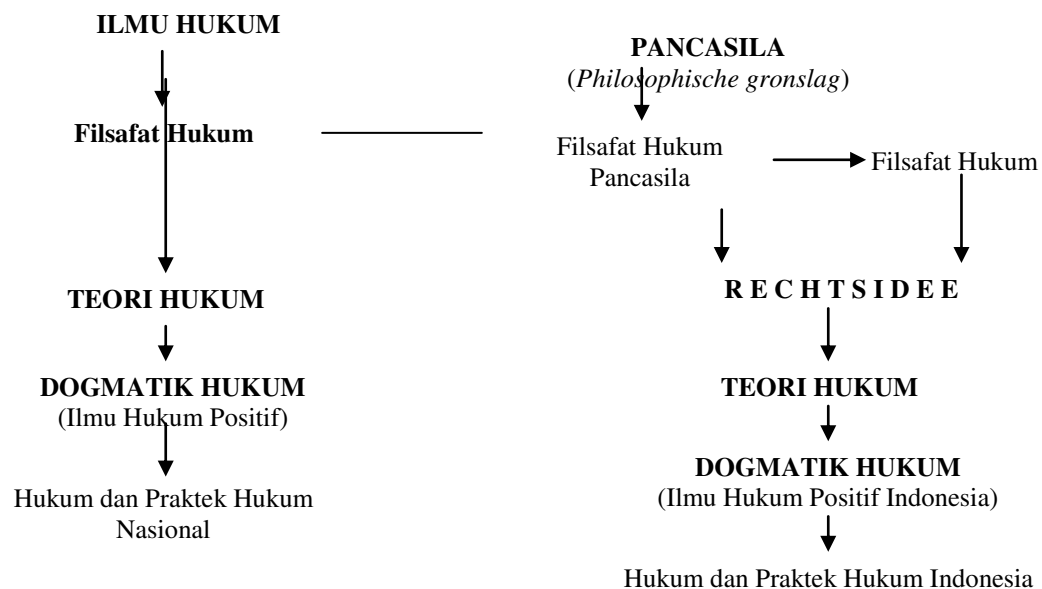 ILMU HUKUM
Filsafat Hukum
TEORI HUKUM
DOGMATIK HUKUM
(Ilmu Hukum Positif)
Hukum dan Praktek Hukum
Nasional
PANCASILA
(Philosophische gronslag)
Filsafat Hukum
Pancasila
Filsafat Hukum
R E C H T S I D E E
TEORI HUKUM
DOGMATIK HUKUM
(Ilmu Hukum Positif Indonesia)
Hukum dan Praktek Hukum Indonesia